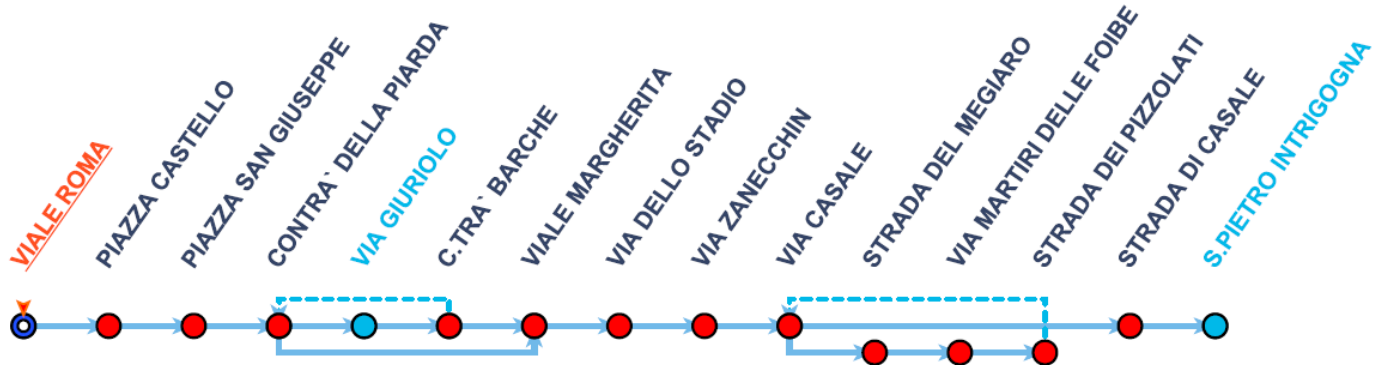 VIALE ROMA
PIAZZA CASTELLO
PIAZZA SAN GIUSEPPE
CONTRA` DELLA PIARDA
VIA GIURIOLO
C.TRA` BARCHE
VIALE MARGHERITA
VIA DELLO STADIO
VIA ZANECCHIN
VIA CASALE
STRADA DEL MEGIARO
VIA MARTIRI DELLE FOIBE
STRADA DEI PIZZOLATI
STRADA DI CASALE
S.PIETRO INTRIGOGNA